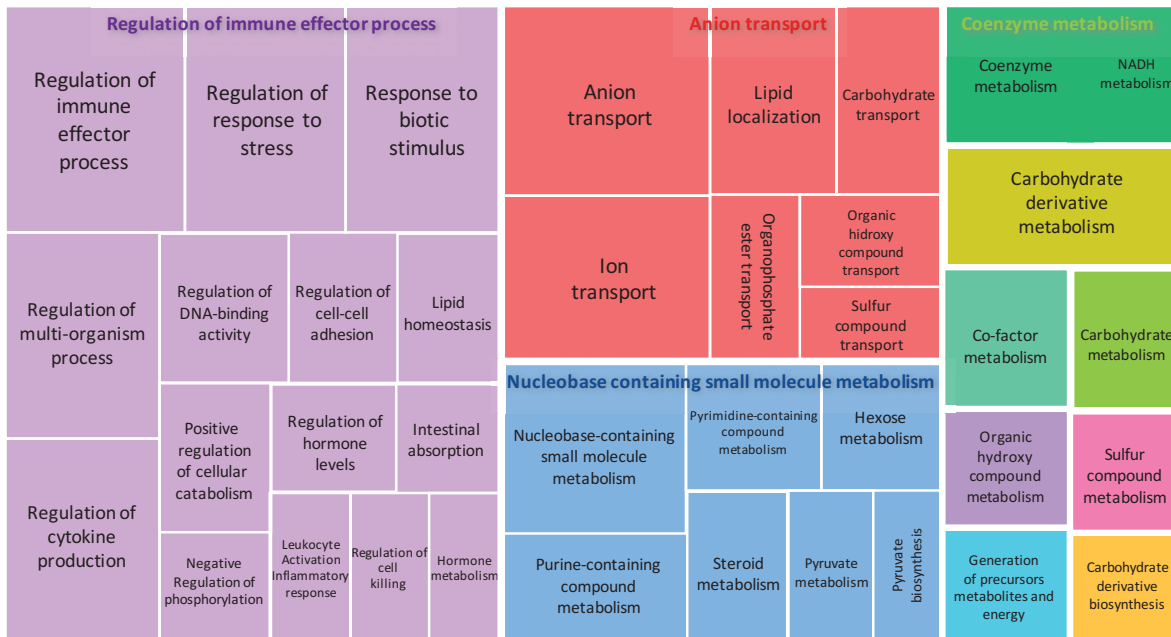 Regulation of immune effector process
Regulation of
immune
effector
process
Regulation of
response to
stress
Response to
biotic
stimulus
Regulation of
multi-organism
process
Regulation of
DNA-binding
activity
Regulation of
cell-cell
adhesion
Lipid
homeostasis
Regulation of
cytokine
production
Positive
regulation
of cellular
catabolism
Regulation of
hormone
levels
Intestinal
absorption
Negative
Regulation of
phosphorylation
Leukocyte
Activation
Inflammatory
response
Regulation of
cell
killing
Hormone
metabolism
Anion transport
Anion
transport
Lipid
localization
Carbohydrate
transport
Ion
transport
Organophosphate
ester transport
Organic
hidroxy
compound
transport
Sulfur
compound
transport
Nucleobase containing small molecule metabolism
Nucleobase-containing
small molecule
metabolism
Pyrimidine-containing
compound
metabolism
Hexose
metabolism
Purine-containing
compound
metabolism
Steroid
metabolism
Pyruvate
metabolism
Pyruvate
biosynthesis
Coenzyme metabolism
Coenzyme
metabolism
NADH
metabolism
Carbohydrate
derivative
metabolism
Co-factor
metabolism
Carbohydrate
metabolism
Organic
hydroxy
compound
metabolism
Sulfur
compound
metabolism
Generation
of precursors
metabolites and
energy
Carbohydrate
derivative
biosynthesis